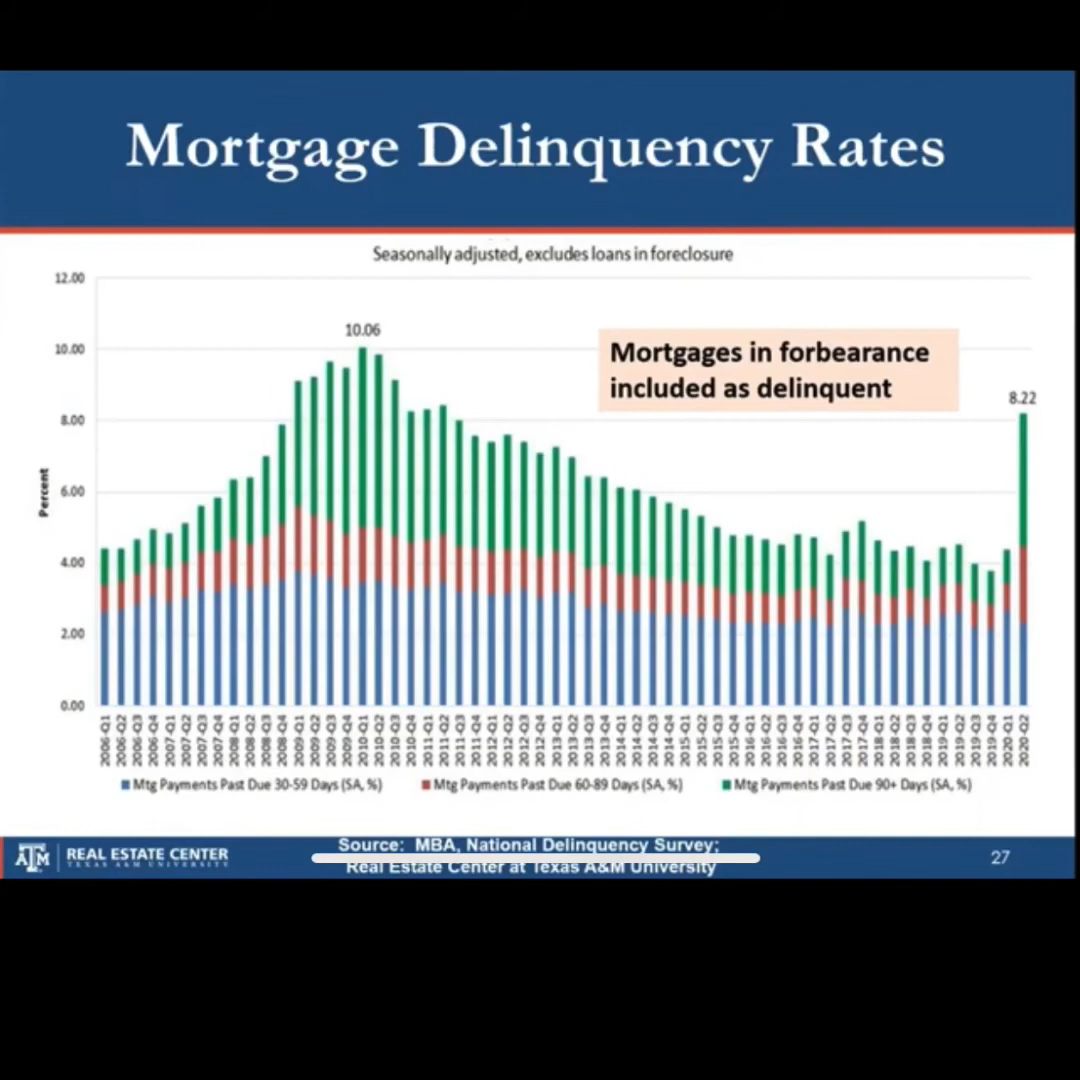 Mortgage Delinquency Rates
Seasonally adjusted, excludes loans in foreclosure
12.00
10.06
10.00
Mortgages in forbearance
included as delinquent
8.22
8.00
Percent
6.00
4.00
2.00
0.00
2006-Q1 2006-Q2 2006-Q3 2006-Q4 2007-Q1 2007-Q2 2007-Q3 2007-Q4 2008-Q1 2008-Q2 2008-Q3 2008-Q4 2009-Q1 2009-Q2 2009-Q3 2009-Q4 2010-Q1 2010-Q2 2010-Q3 2010-Q4 2011-Q1 2011-Q2 2011-Q3 2011-Q4 2012-Q1 2012-Q2 2012-Q3 2012-Q4 2013-Q1 2013-Q2 2013-Q3 2013-Q4 2014-Q1 2014-Q2 2014-Q3 2014-Q4 2015-Q1 2015-Q2 2015-Q3 2015-Q4 2016-Q1 2016-Q2 2016-Q3 2016-Q4 2017-Q1 2017-Q2 2017-Q3 2017-Q4 2018-Q1 2018-Q2 2018-Q3 2018-Q4 2019-Q1 2019-Q2 2019-Q3 2019-Q4 2020-Q1 2020-Q2
Mtg Payments Past Due 30-59 Days (SA, %) Mtg Payments Past Due 60-89 Days (SA, %) Mtg Payments Past Due 90+ Days (SA, %)
Source: MBA, National Delinquency Survey;
Real Estate Center at Texas A&M University
ATM REAL ESTATE CENTER
TEXAS A&M UNIVERSITY
27